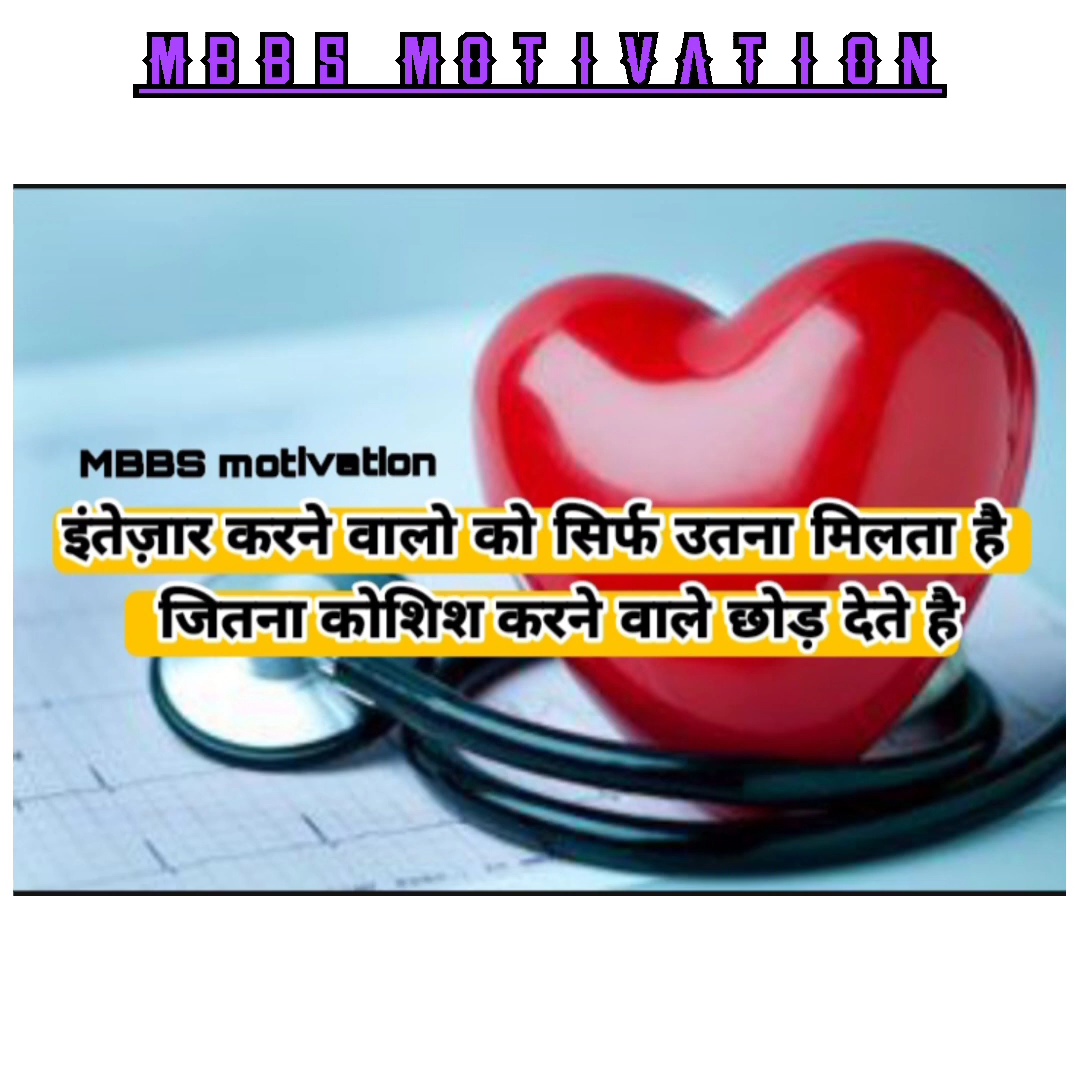 MBBS MOTIVATION
MBBS motivation
इंतेज़ार करने वालो को सिर्फ उतना मिलता है
जितना कोशिश करने वाले छोड़ देते है